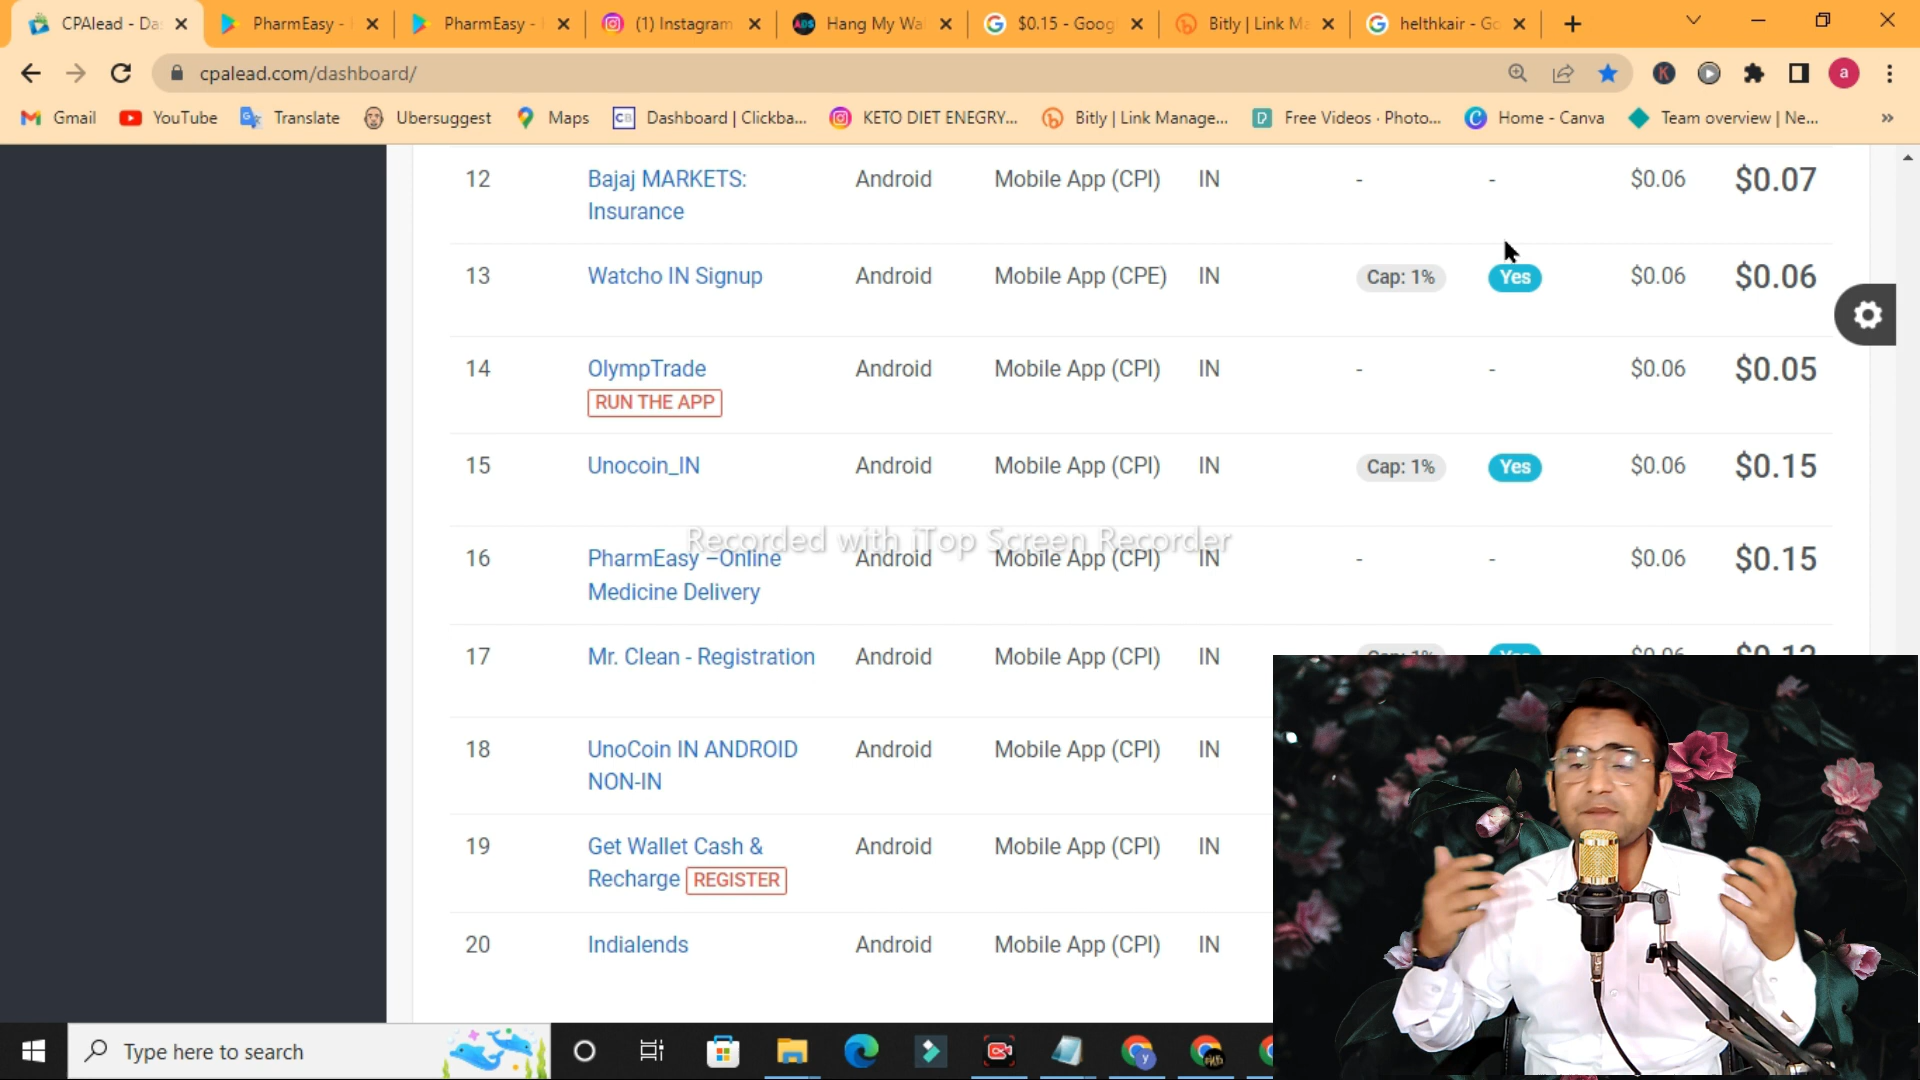 CPAlead - Da
PharmEasy -
PharmEasy -
(1) Instagram
Hang My Wa
$0.15 - Goog
Bitly | Link Ma
helthkair - Go
cpalead.com/dashboard/
K
a
Gmail
YouTube
Translate
Ubersuggest
Maps
CB
Dashboard | Clickba...
KETO DIET ENEGRY...
Bitly | Link Manage...
Free Videos · Photo...
Home - Canva
Team overview | Ne...
»
12 Bajaj MARKETS: Android Mobile App (CPI) IN - - $0.06 $0.07
Insurance
13 Watcho IN Signup Android Mobile App (CPE) IN Cap: 1% Yes $0.06 $0.06
14 OlympTrade Android Mobile App (CPI) IN - - $0.06 $0.05
RUN THE APP
15 Unocoin_IN Android Mobile App (CPI) IN Cap: 1% Yes $0.06 $0.15
Recorded with iTop Screen Recorder
16 PharmEasy –Online Android Mobile App (CPI) IN - - $0.06 $0.15
Medicine Delivery
17 Mr. Clean - Registration Android Mobile App (CPI) IN
18 UnoCoin IN ANDROID Android Mobile App (CPI) IN
NON-IN
19 Get Wallet Cash & Android Mobile App (CPI) IN
Recharge REGISTER
20 Indialends Android Mobile App (CPI) IN
Type here to search